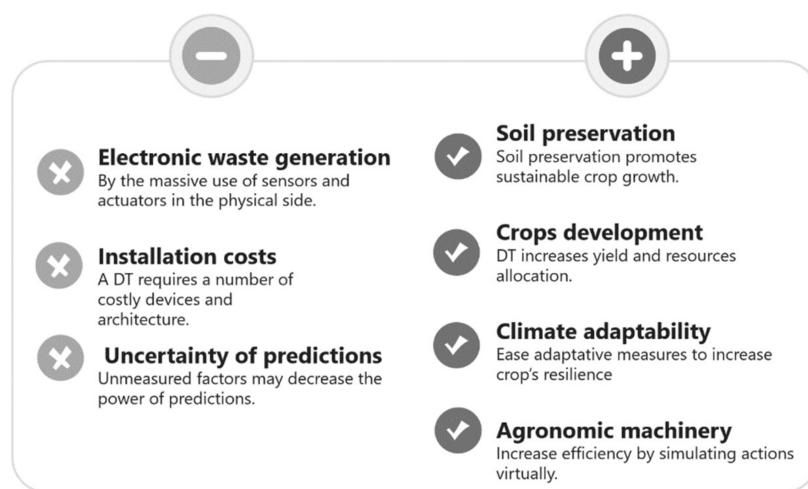 Electronic waste generation
By the massive use of sensors and
actuators in the physical side.
Installation costs
A DT requires a number of
costly devices and
architecture.
Uncertainty of predictions
Unmeasured factors may decrease the
power of predictions.
Soil preservation
Soil preservation promotes
sustainable crop growth.
Crops development
DT increases yield and resources
allocation.
Climate adaptability
Ease adaptative measures to increase
crop's resilience
Agronomic machinery
Increase efficiency by simulating actions
virtually.